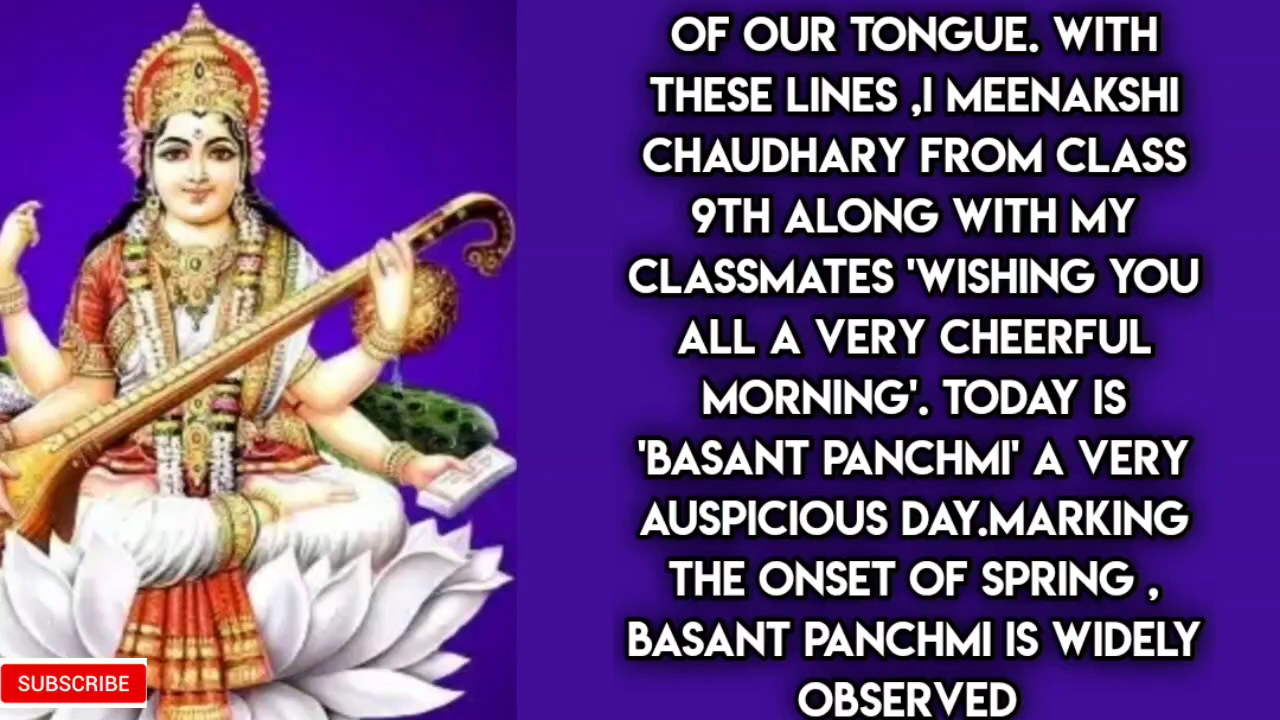 OF OUR TONGUE. WITH
THESE LINES ,I MEENAKSHI
CHAUDHARY FROM CLASS
9TH ALONG WITH MY
CLASSMATES 'WISHING YOU
ALL A VERY CHEERFUL
MORNING'. TODAY IS
'BASANT PANCHMI' A VERY
AUSPICIOUS DAY.MARKING
THE ONSET OF SPRING ,
BASANT PANCHMI IS WIDELY
OBSERVED
SUBSCRIBE